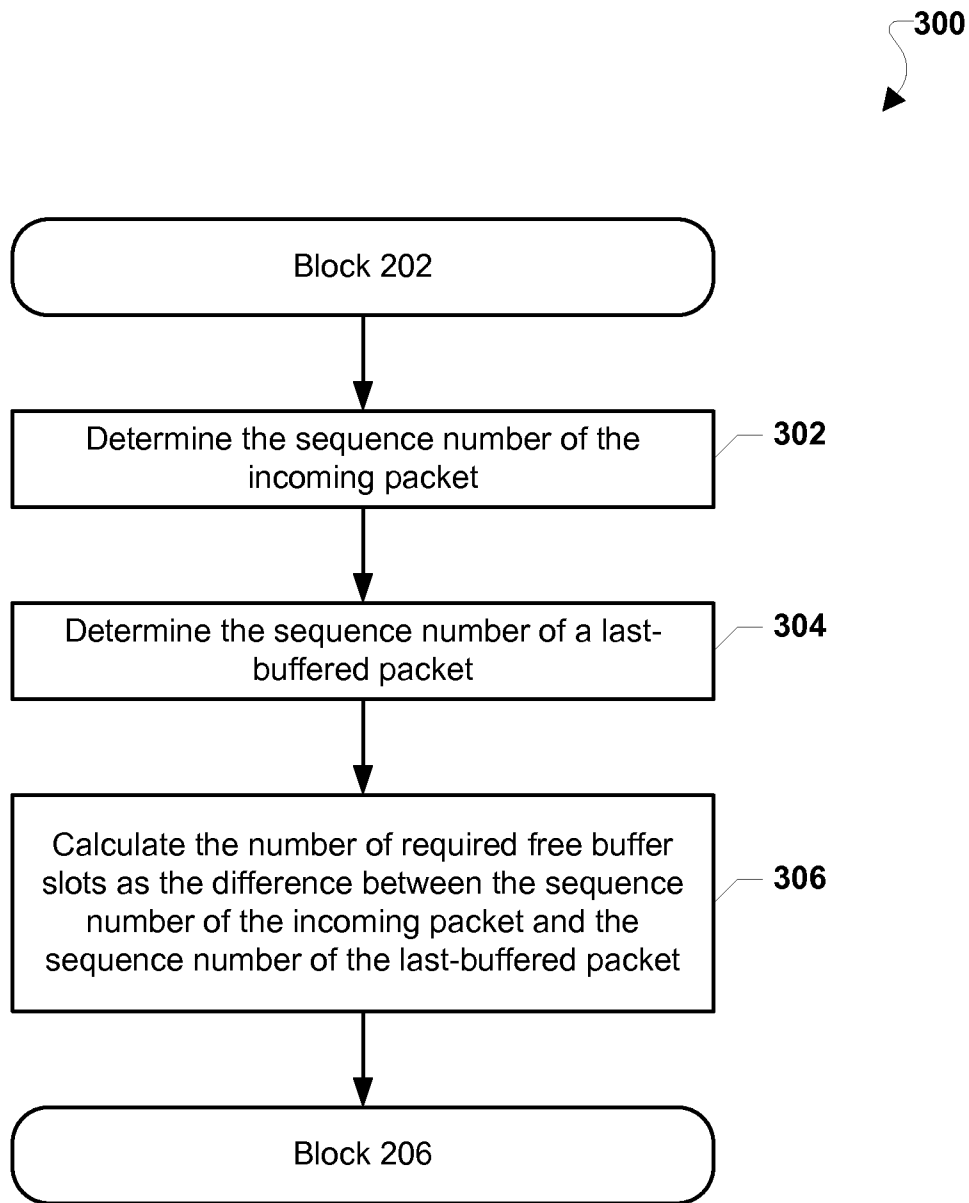 300
Block 202
Determine the sequence number of the
incoming packet
302
Determine the sequence number of a last-
buffered packet
304
Calculate the number of required free buffer
slots as the difference between the sequence
number of the incoming packet and the
sequence number of the last-buffered packet
306
Block 206